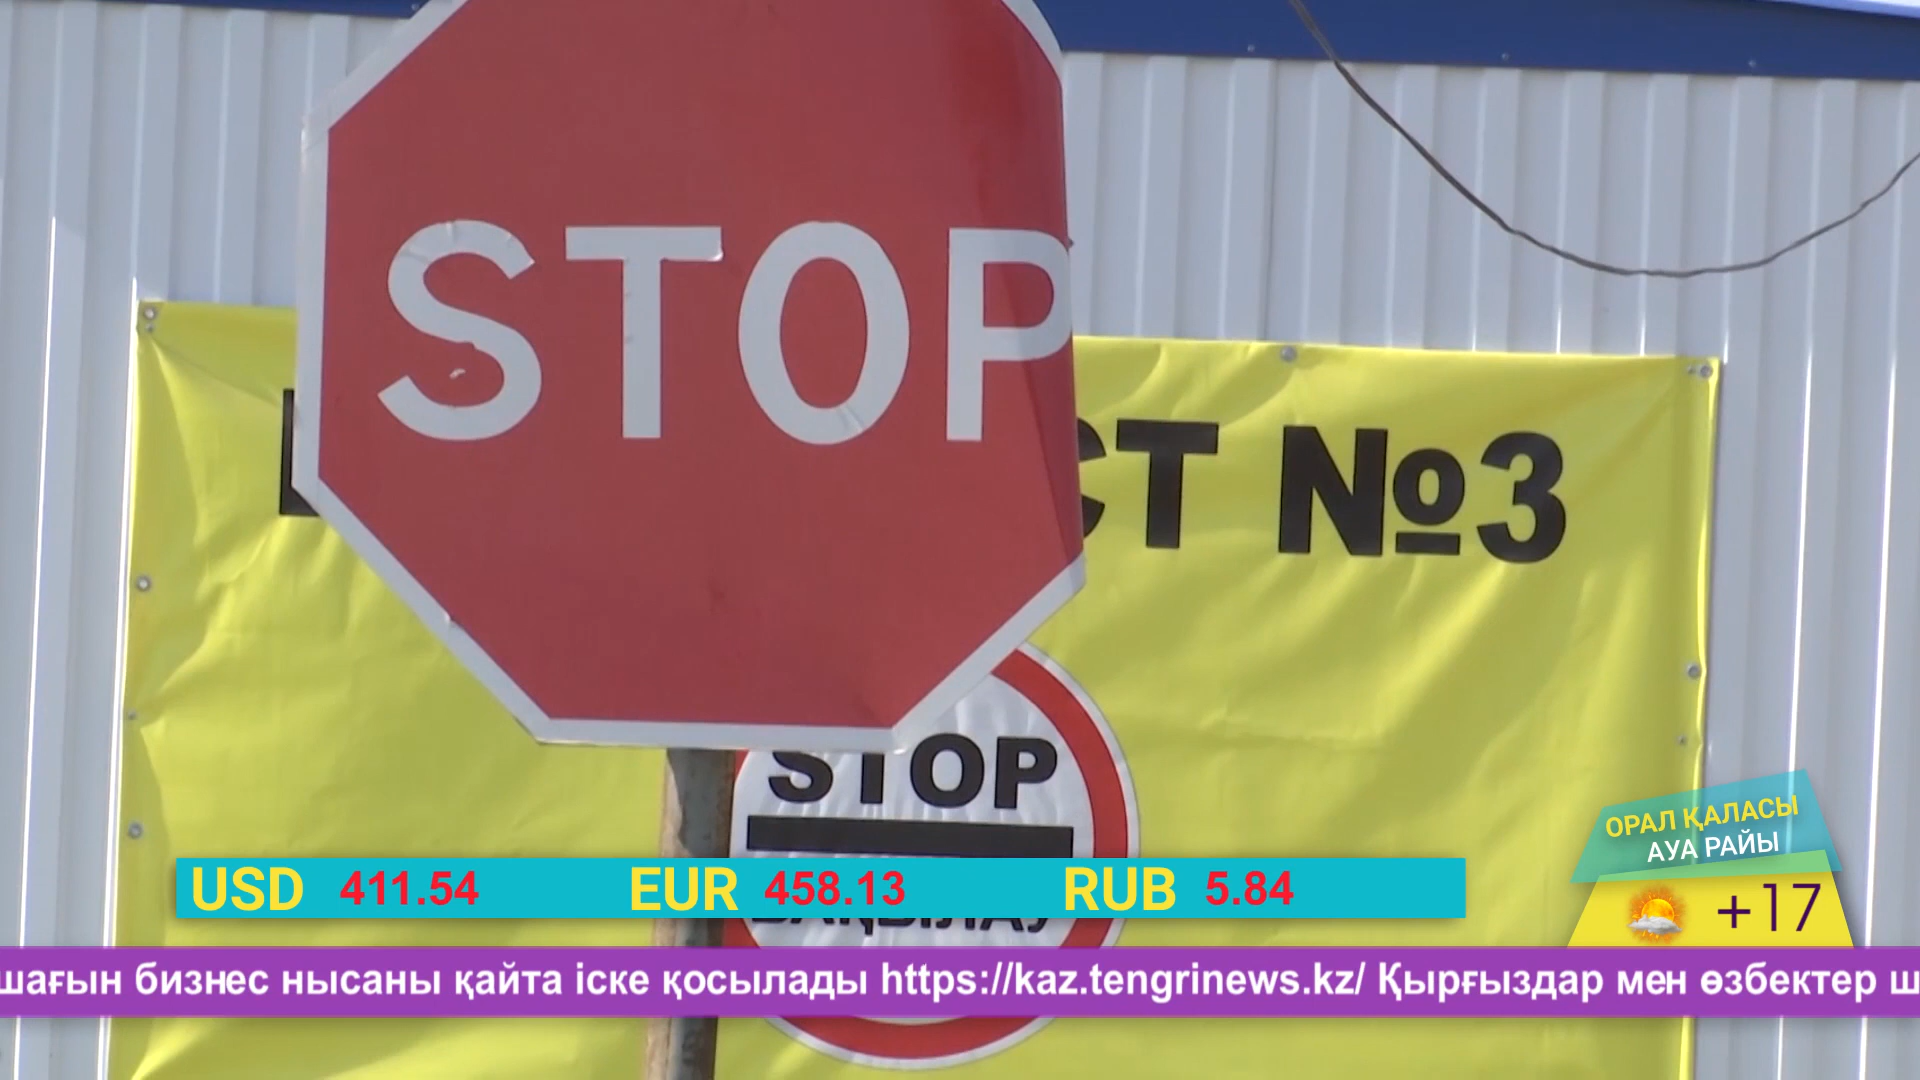 STOP
СТ №3
STOP
ОРАЛ ҚАЛАСЫ
АУА РАЙЫ
+17
USD 411.54 EUR 458.13 RUB 5.84
шағын бизнес нысаны қайта іске қосылады https://kaz.tengrinews.kz/ Қырғыздар мен өзбектер ш